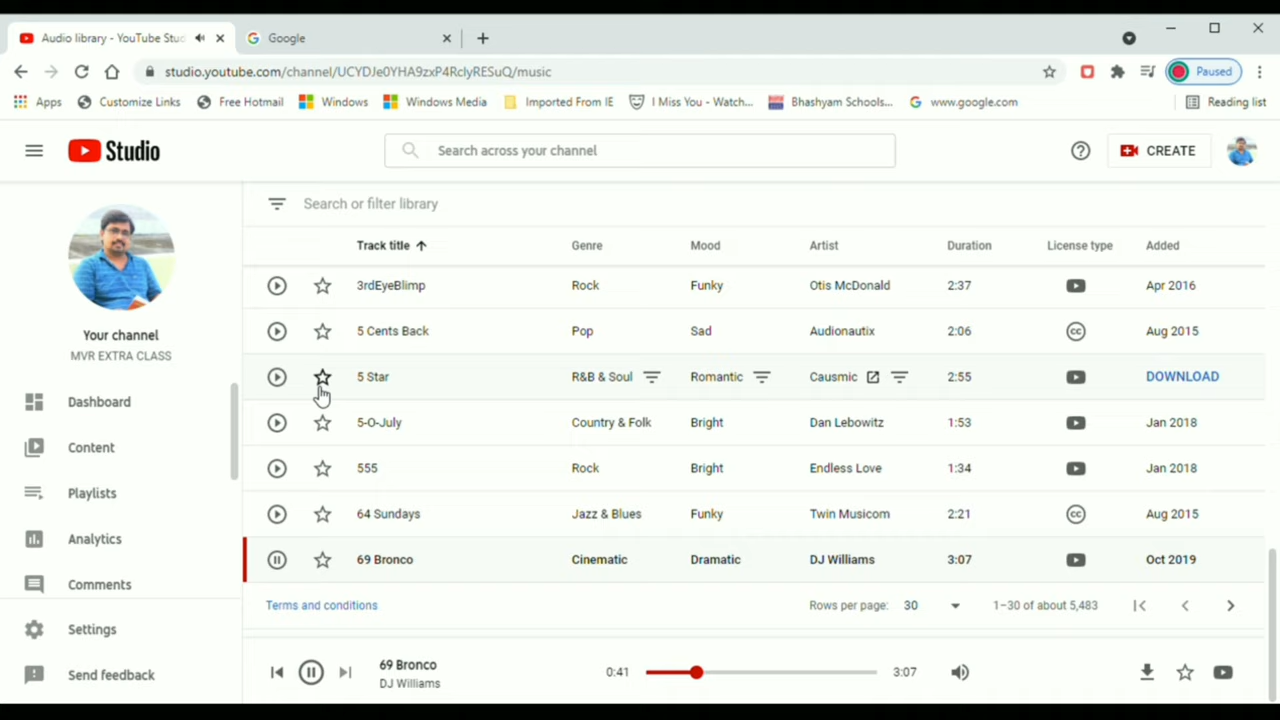 Audio library - YouTube Stud
Google
studio.youtube.com/channel/UCYDJe0YHA9zxP4RclyRESuQ/music
Paused
Apps Customize Links Free Hotmail Windows Windows Media Imported From IE I Miss You - Watch... Bhashyam Schools... www.google.com Reading list
Studio
Search across your channel
CREATE
Your channel
MVR EXTRA CLASS
Dashboard
Content
Playlists
Analytics
Comments
Settings
Send feedback
Search or filter library
Track title Genre Mood Artist Duration License type Added
3rdEyeBlimp Rock Funky Otis McDonald 2:37 Apr 2016
5 Cents Back Pop Sad Audionautix 2:06 cc Aug 2015
5 Star R&B & Soul Romantic Causmic 2:55 DOWNLOAD
5-O-July Country & Folk Bright Dan Lebowitz 1:53 Jan 2018
555 Rock Bright Endless Love 1:34 Jan 2018
64 Sundays Jazz & Blues Funky Twin Musicom 2:21 cc Aug 2015
69 Bronco Cinematic Dramatic DJ Williams 3:07 Oct 2019
Terms and conditions Rows per page: 30 1–30 of about 5,483
69 Bronco
DJ Williams
0:41 3:07